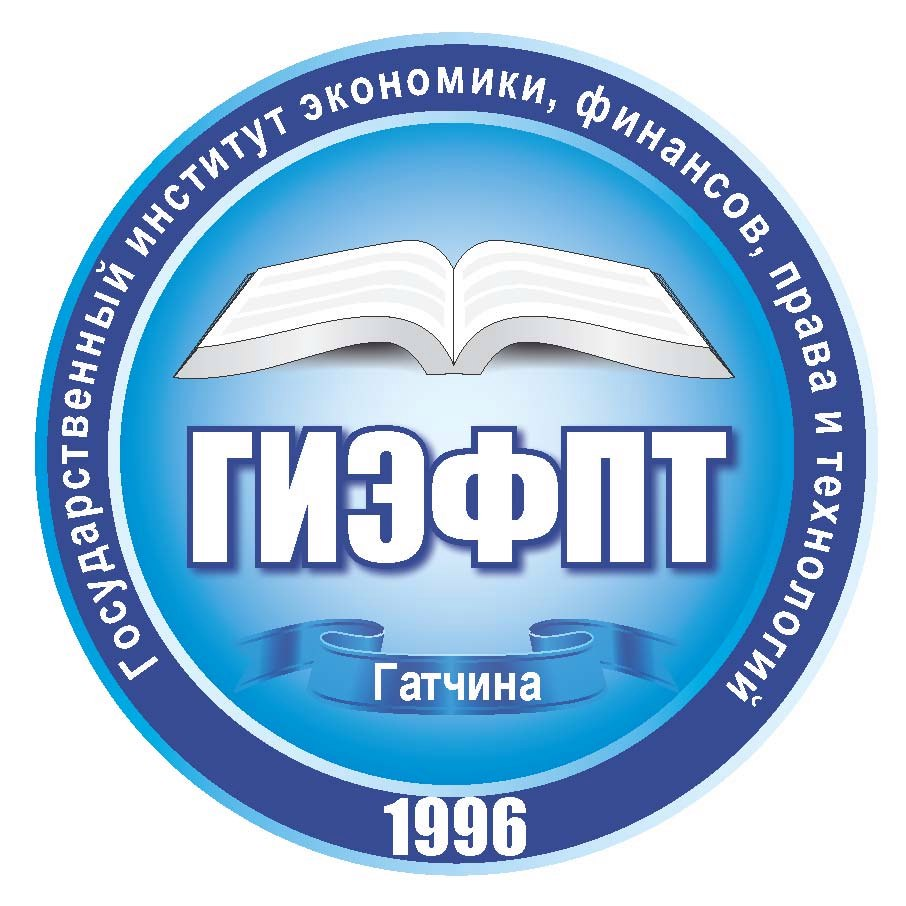 Государственный институт экономики, финансов, права и технологий
ГИЭФПТ
Гатчина
1996